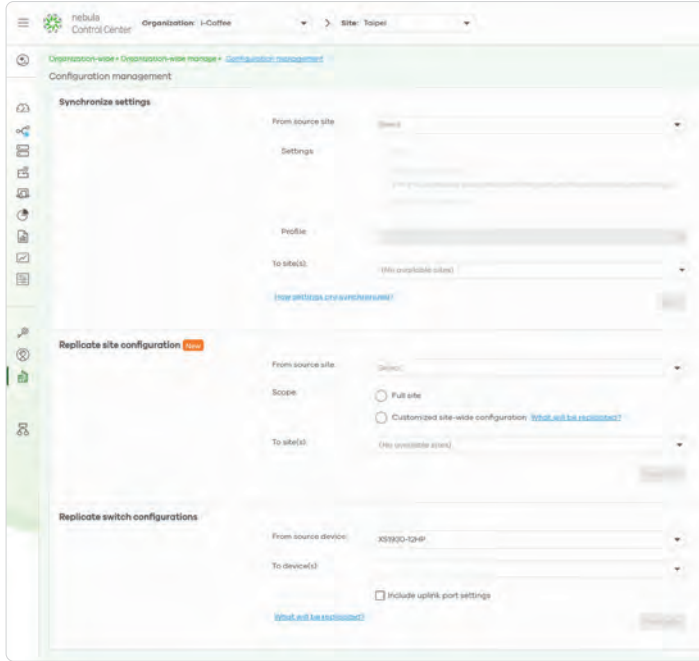 nebula
Control Center
Organization: i-Coffee
Site: Taipei
Organization-wide • Organization-wide manage • Configuration management
Configuration management
Synchronize settings
From source site
Select
Settings
Profile
To site(s):
(No available sites)
How settings are synchronized?
Replicate site configuration New
From source site:
Select
Scope:
Full site
Customized site-wide configuration What will be replicated?
To site(s):
(No available sites)
Replicate switch configurations
From source device:
XS1930-12HP
To device(s):
Include uplink port settings
What will be replicated?